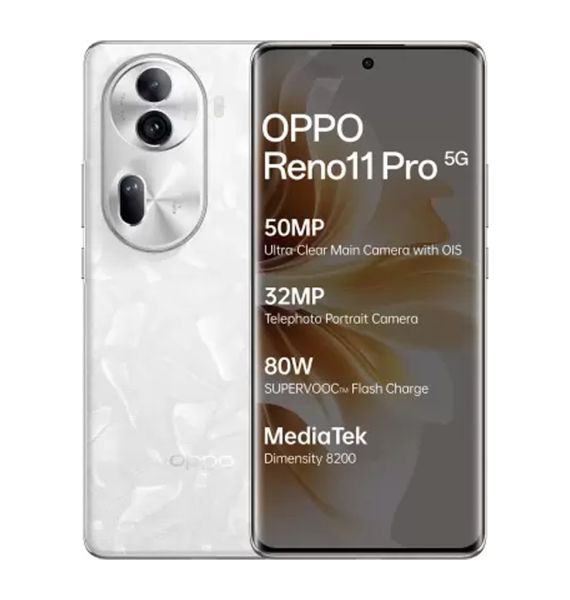 OPPO
Reno11 Pro 5G
50MP
Ultra-Clear Main Camera with OIS
32MP
Telephoto Portrait Camera
80W
SUPERVOOC™ Flash Charge
MediaTek
Dimensity 8200
oppo